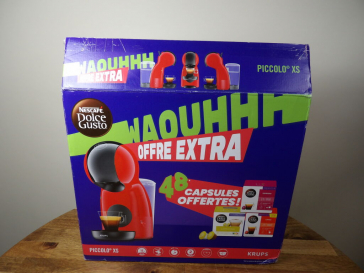 WAOUHHH
OFFRE EXTRA
PICCOLO XS
NESCAFÉ
Dolce
Gusto
WAOUHHH
OFFRE EXTRA
48
CAPSULES
OFFERTES!
PICCOLO XS
KRUPS